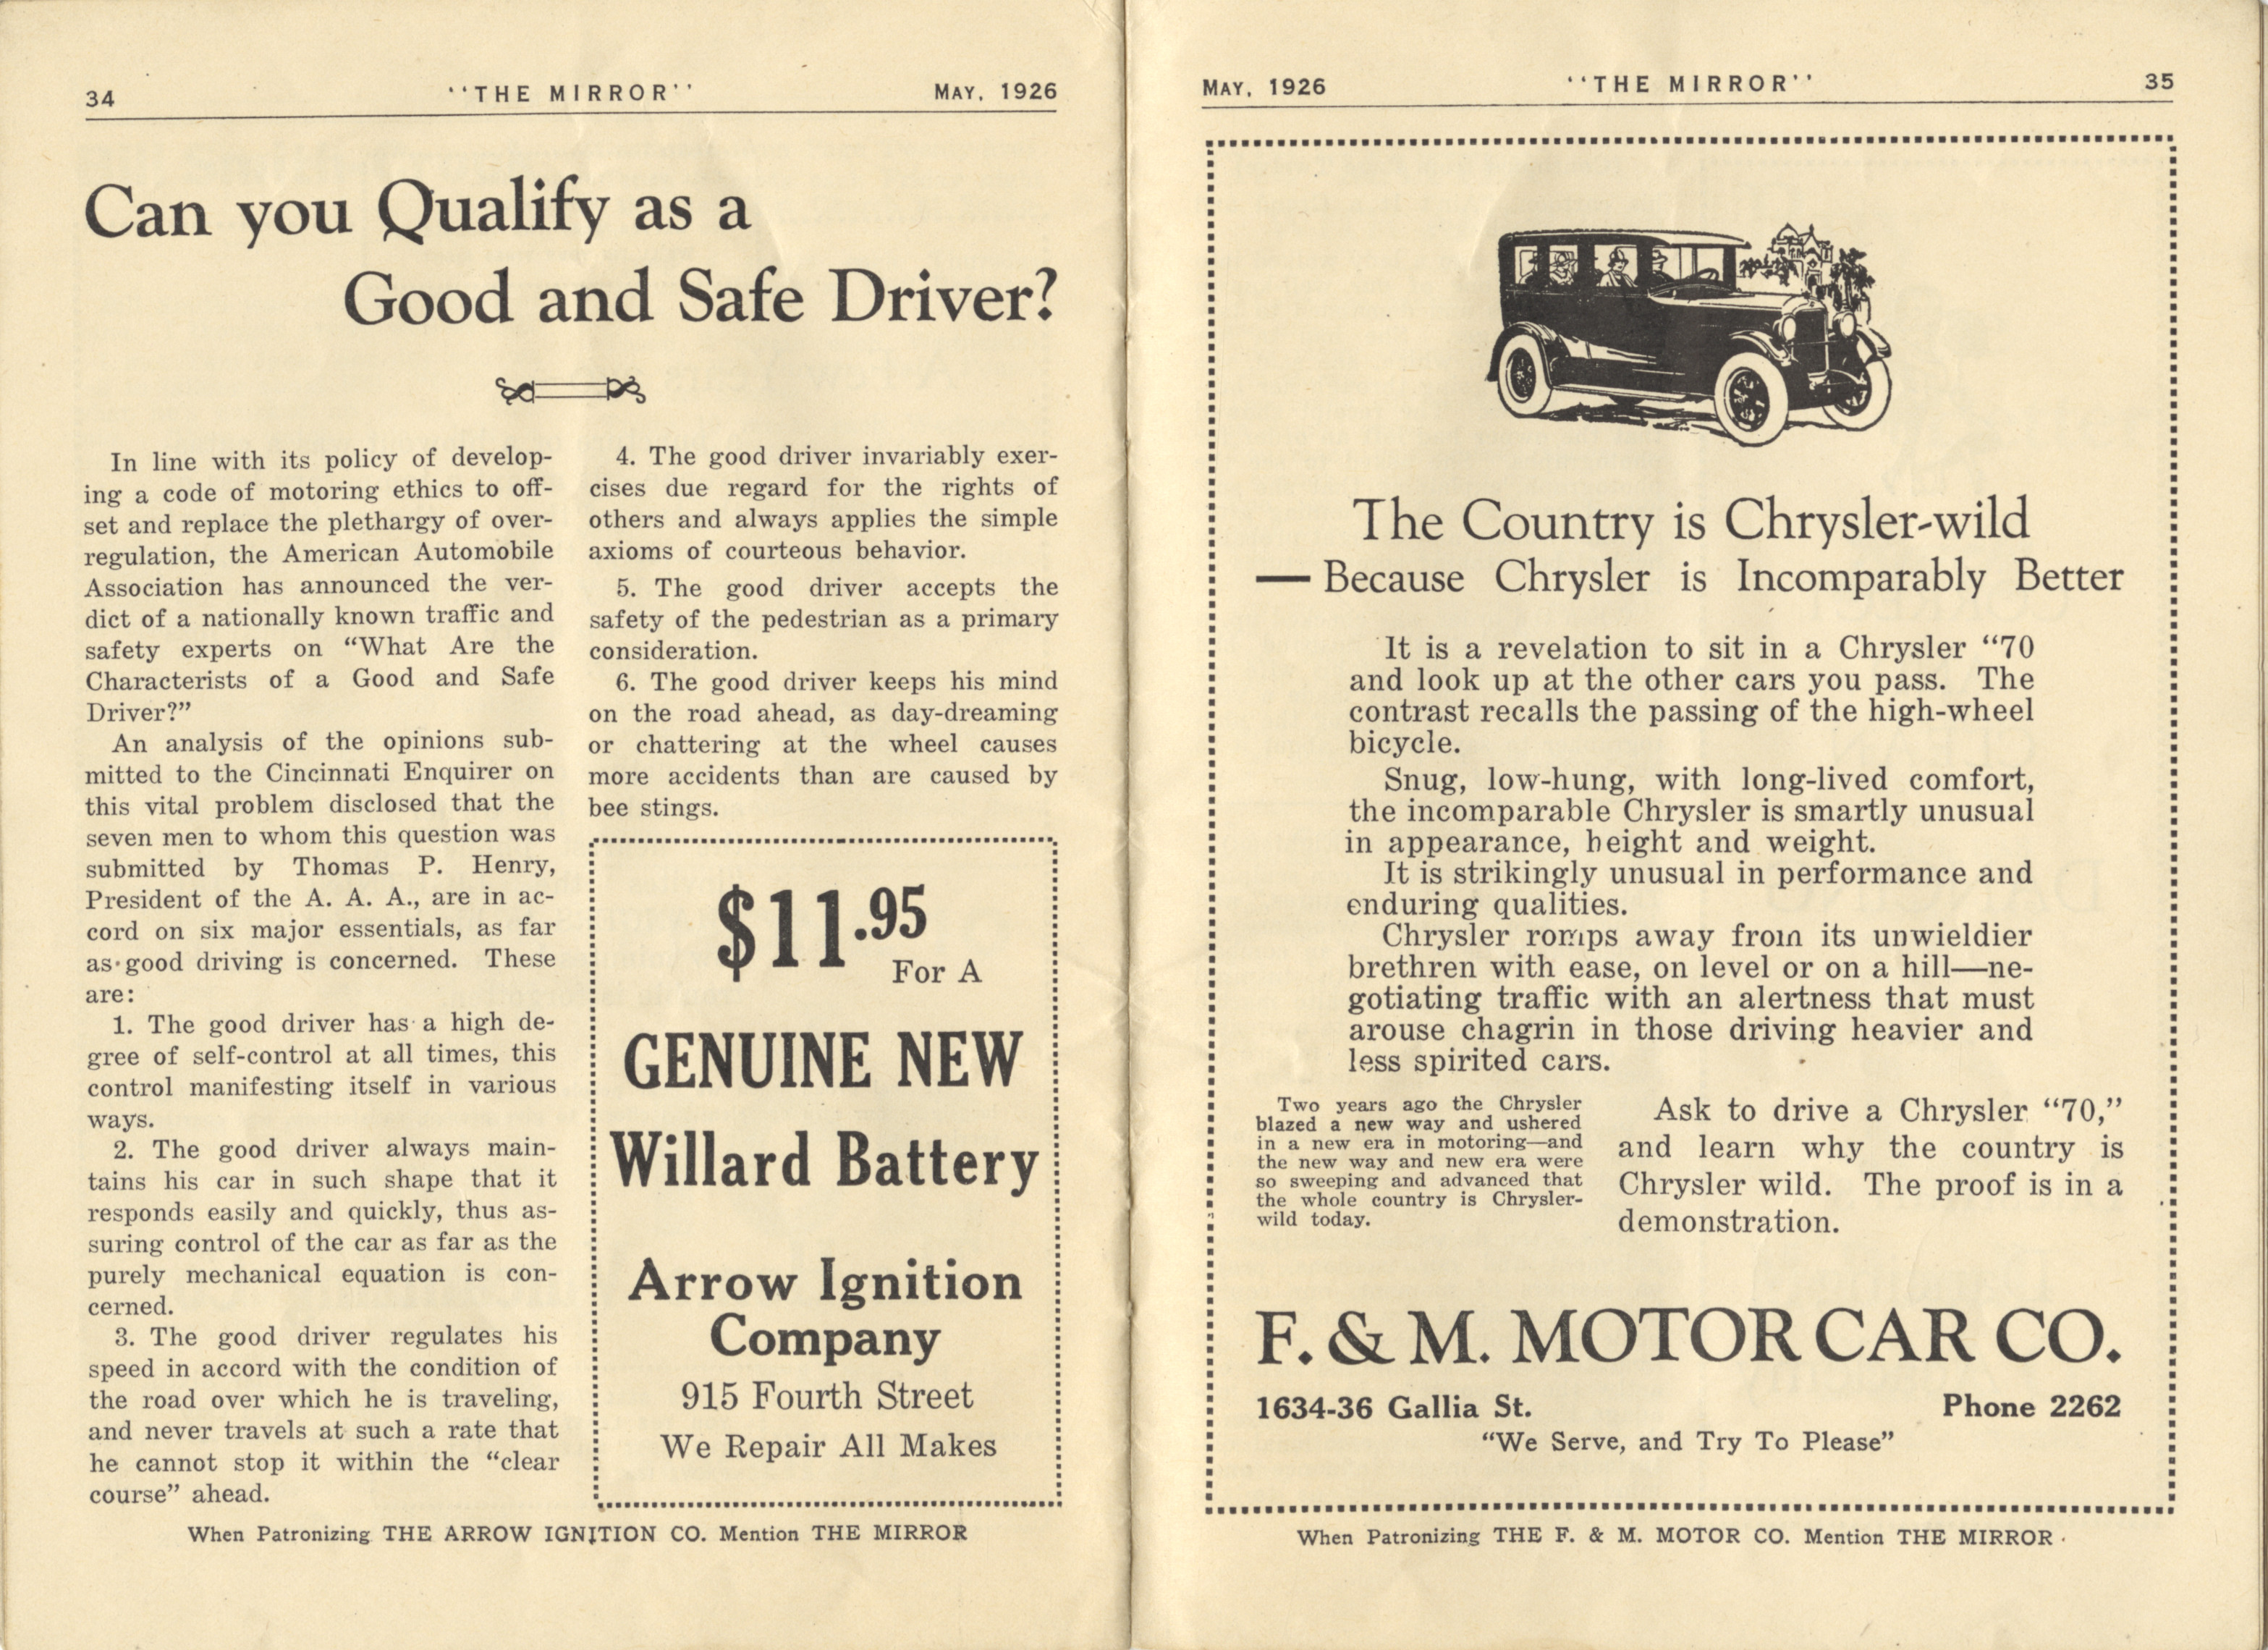 34 ‘‘THE MIRROR’’ MAY, 1926
Can you Qualify as a
Good and Safe Driver?
In line with its policy of develop-
ing a code of motoring ethics to off-
set and replace the plethargy of over-
regulation, the American Automobile
Association has announced the ver-
dict of a nationally known traffic and
safety experts on “What Are the
Characterists of a Good and Safe
Driver?”
An analysis of the opinions sub-
mitted to the Cincinnati Enquirer on
this vital problem disclosed that the
seven men to whom this question was
submitted by Thomas P. Henry,
President of the A. A. A., are in ac-
cord on six major essentials, as far
as good driving is concerned. These
are:
1. The good driver has a high de-
gree of self-control at all times, this
control manifesting itself in various
ways.
2. The good driver always main-
tains his car in such shape that it
responds easily and quickly, thus as-
suring control of the car as far as the
purely mechanical equation is con-
cerned.
3. The good driver regulates his
speed in accord with the condition of
the road over which he is traveling,
and never travels at such a rate that
he cannot stop it within the “clear
course” ahead.
4. The good driver invariably exer-
cises due regard for the rights of
others and always applies the simple
axioms of courteous behavior.
5. The good driver accepts the
safety of the pedestrian as a primary
consideration.
6. The good driver keeps his mind
on the road ahead, as day-dreaming
or chattering at the wheel causes
more accidents than are caused by
bee stings.
$11.95
For A
GENUINE NEW
Willard Battery
Arrow Ignition
Company
915 Fourth Street
We Repair All Makes
When Patronizing THE ARROW IGNITION CO. Mention THE MIRROR
MAY, 1926 ‘‘THE MIRROR’’ 35
The Country is Chrysler-wild
— Because Chrysler is Incomparably Better
It is a revelation to sit in a Chrysler “70
and look up at the other cars you pass. The
contrast recalls the passing of the high-wheel
bicycle.
Snug, low-hung, with long-lived comfort,
the incomparable Chrysler is smartly unusual
in appearance, height and weight.
It is strikingly unusual in performance and
enduring qualities.
Chrysler romps away from its unwieldier
brethren with ease, on level or on a hill—ne-
gotiating traffic with an alertness that must
arouse chagrin in those driving heavier and
less spirited cars.
Two years ago the Chrysler
blazed a new way and ushered
in a new era in motoring—and
the new way and new era were
so sweeping and advanced that
the whole country is Chrysler-
wild today.
Ask to drive a Chrysler “70,”
and learn why the country is
Chrysler wild. The proof is in a
demonstration.
F. & M. MOTOR CAR CO.
1634-36 Gallia St. Phone 2262
“We Serve, and Try To Please”
When Patronizing THE F. & M. MOTOR CO. Mention THE MIRROR